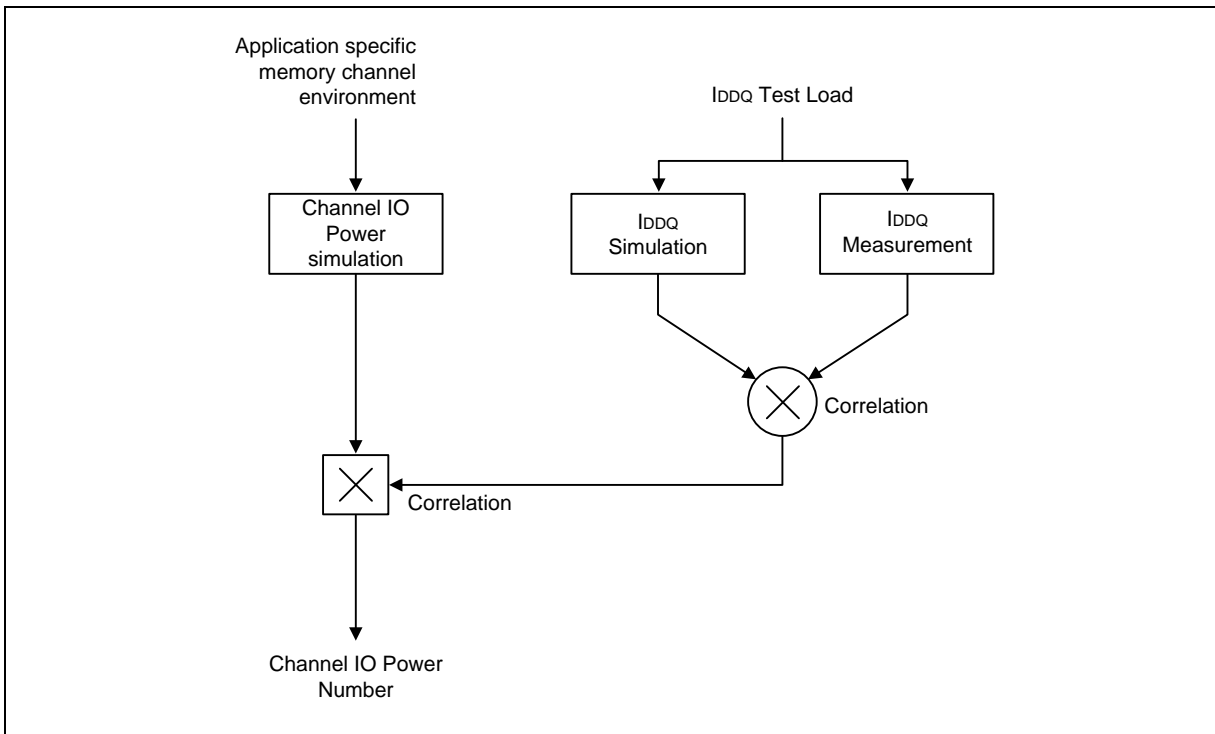 Application specific
memory channel
environment
IDDQ Test Load
Channel IO
Power
simulation
IDDQ
Simulation
IDDQ
Measurement
Correlation
Correlation
Channel IO Power
Number